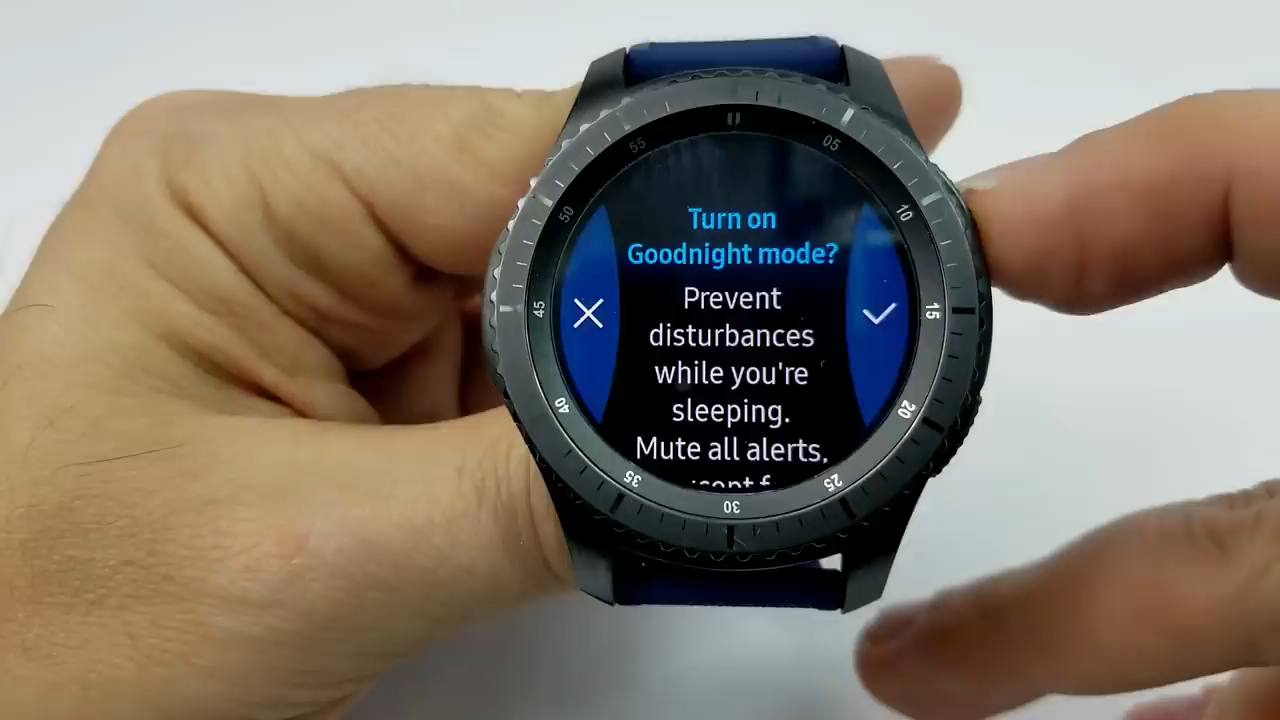 Turn on
Goodnight mode?
Prevent
disturbances
while you're
sleeping.
Mute all alerts,
05
10
15
20
25
30
35
40
45
50
55